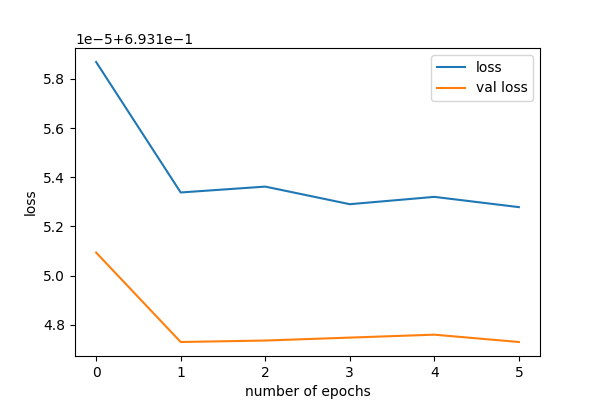 1e−5+6.931e−1
5.8
5.6
5.4
5.2
5.0
4.8
loss
loss
val loss
0 1 2 3 4 5
number of epochs